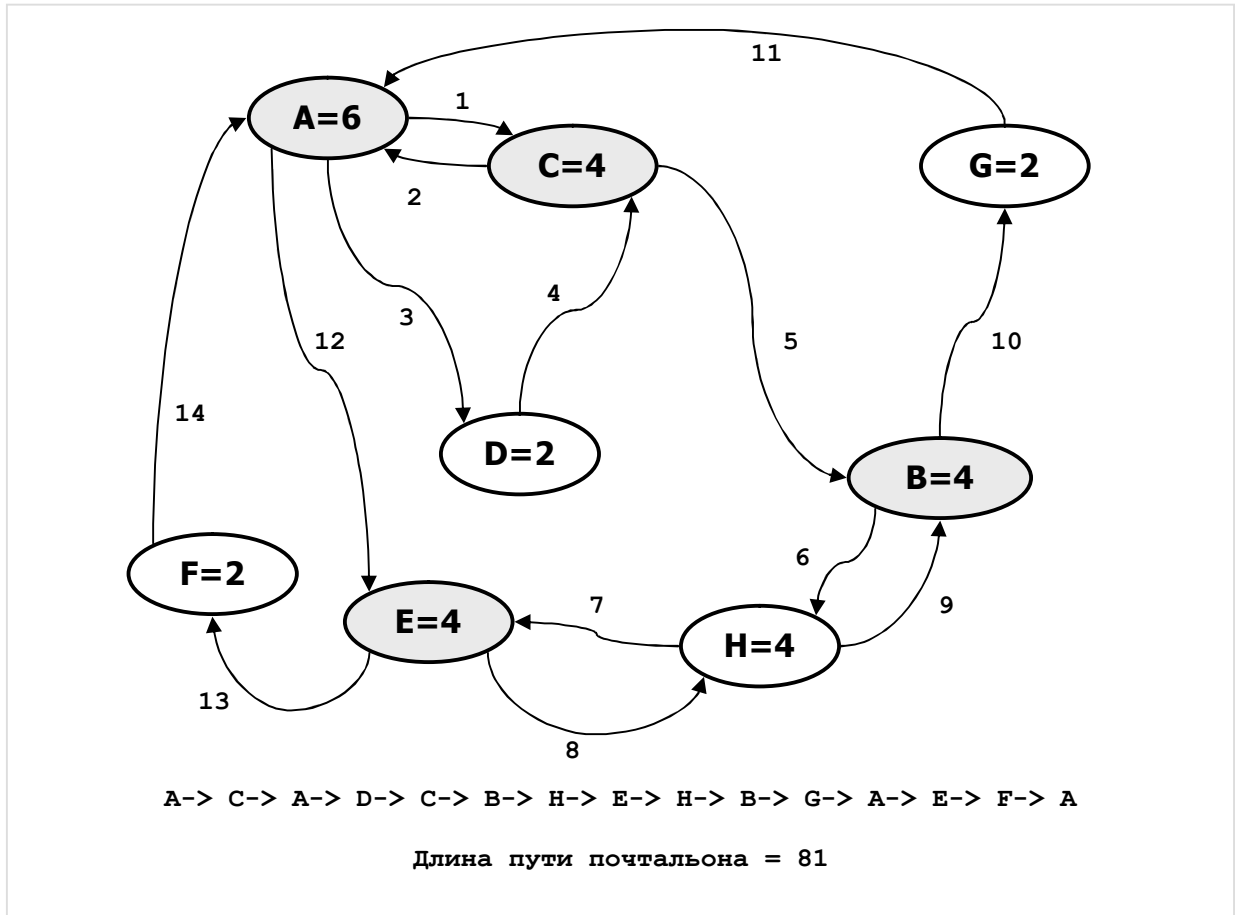 11
A=6
1
C=4
G=2
2
4
3
12
5
10
14
D=2
B=4
6
F=2
7
9
E=4
H=4
13
8
A-> C-> A-> D-> C-> B-> H-> E-> H-> B-> G-> A-> E-> F-> A
Длина пути почтальона = 81